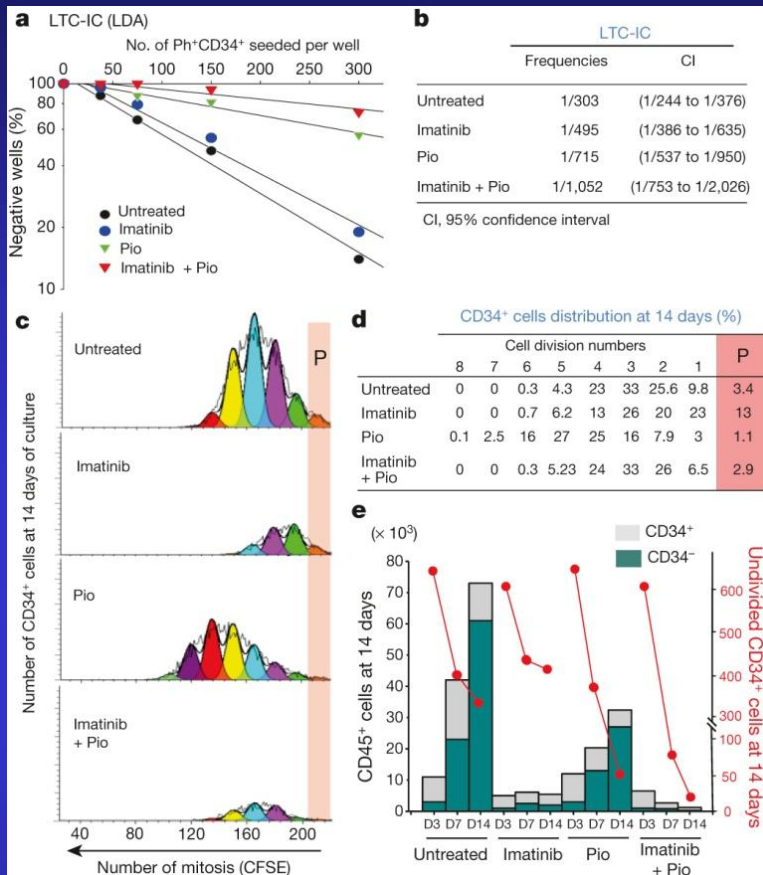 a LTC-IC (LDA)
No. of Ph⁺CD34⁺ seeded per well
0 50 100 150 200 250 300
100
80
60
40
20
10
Negative wells (%)
Untreated
Imatinib
Pio
Imatinib + Pio
b
LTC-IC
Frequencies CI
Untreated 1/303 (1/244 to 1/376)
Imatinib 1/495 (1/386 to 1/635)
Pio 1/715 (1/537 to 1/950)
Imatinib + Pio 1/1,052 (1/753 to 1/2,026)
CI, 95% confidence interval
c
Number of CD34⁺ cells at 14 days of culture
Untreated
P
Imatinib
Pio
Imatinib
+ Pio
40 80 120 160 200
Number of mitosis (CFSE)
d CD34⁺ cells distribution at 14 days (%)
Cell division numbers
8 7 6 5 4 3 2 1 P
Untreated 0 0 0.3 4.3 23 33 25.6 9.8 3.4
Imatinib 0 0 0.7 6.2 13 26 20 23 13
Pio 0.1 2.5 16 27 25 16 7.9 3 1.1
Imatinib
+ Pio 0 0 0.3 5.23 24 33 26 6.5 2.9
e
(× 10³)
CD34⁺
CD34⁻
80
70
60
50
40
30
20
10
0
CD45⁺ cells at 14 days
600
500
400
300
100
50
0
Undivided CD34⁺
cells at 14 days
D3 D7 D14 D3 D7 D14 D3 D7 D14 D3 D7 D14
Untreated Imatinib Pio Imatinib
+ Pio